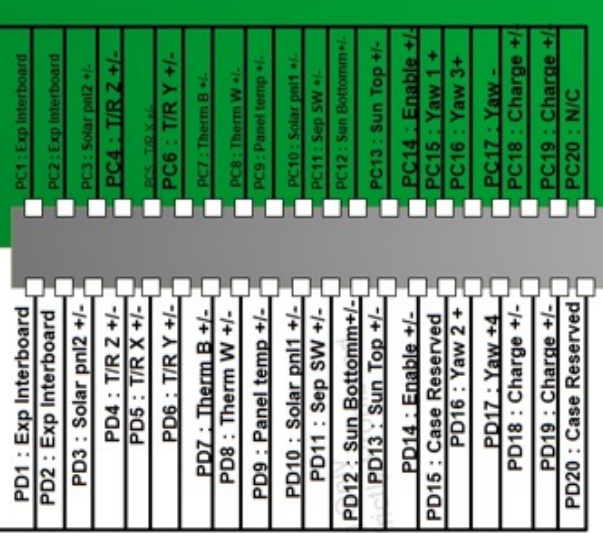 PC1 : Exp Interboard
PC2 : Exp Interboard
PC3 : Solar pnl2 +/-
PC4 : T/R Z +/-
PC5 : T/R X +/-
PC6 : T/R Y +/-
PC7 : Therm B +/-
PC8 : Therm W +/-
PC9 : Panel temp +/-
PC10 : Solar pnl1 +/-
PC11 : Sep SW +/-
PC12 : Sun Bottomm+/-
PC13 : Sun Top +/-
PC14 : Enable +/-
PC15 : Yaw 1 +
PC16 : Yaw 3+
PC17 : Yaw -
PC18 : Charge +/-
PC19 : Charge +/-
PC20 : N/C
PD1 : Exp Interboard
PD2 : Exp Interboard
PD3 : Solar pnl2 +/-
PD4 : T/R Z +/-
PD5 : T/R X +/-
PD6 : T/R Y +/-
PD7 : Therm B +/-
PD8 : Therm W +/-
PD9 : Panel temp +/-
PD10 : Solar pnl1 +/-
PD11 : Sep SW +/-
PD12 : Sun Bottomm+/-
PD13 : Sun Top +/-
PD14 : Enable +/-
PD15 : Case Reserved
PD16 : Yaw 2 +
PD17 : Yaw +4
PD18 : Charge +/-
PD19 : Charge +/-
PD20 : Case Reserved